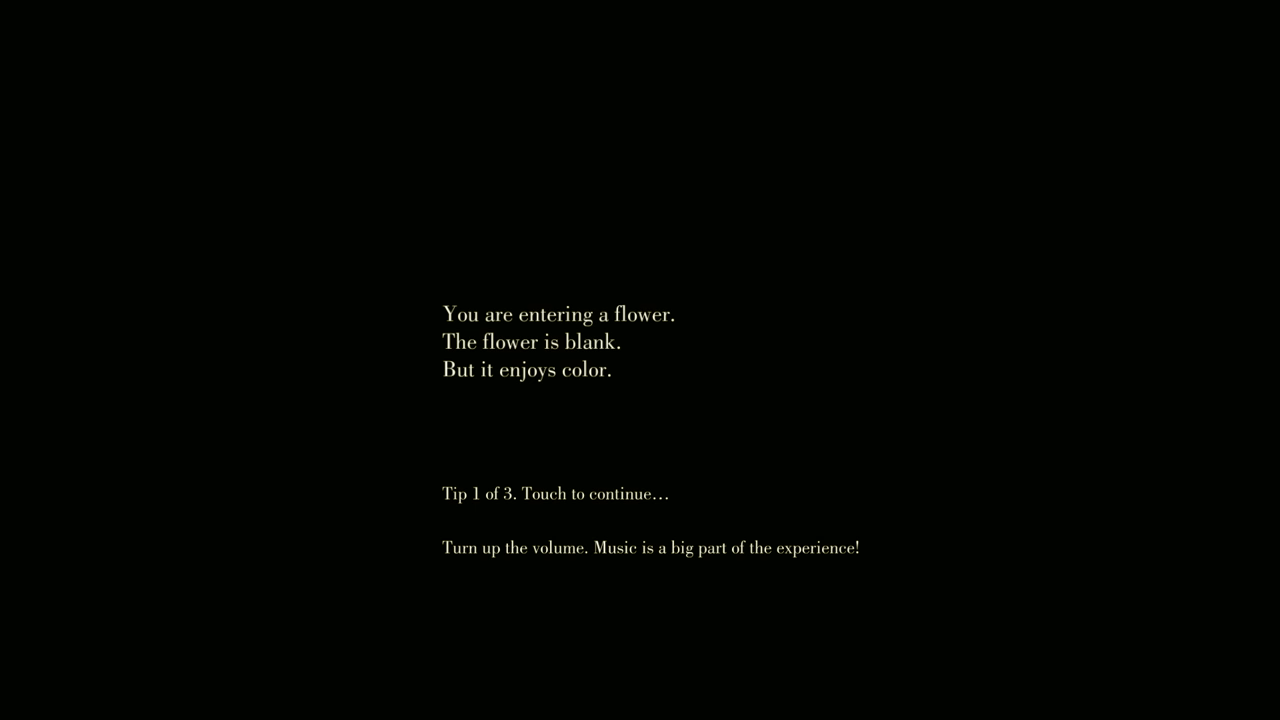 You are entering a flower.
The flower is blank.
But it enjoys color.
Tip 1 of 3. Touch to continue...
Turn up the volume. Music is a big part of the experience!